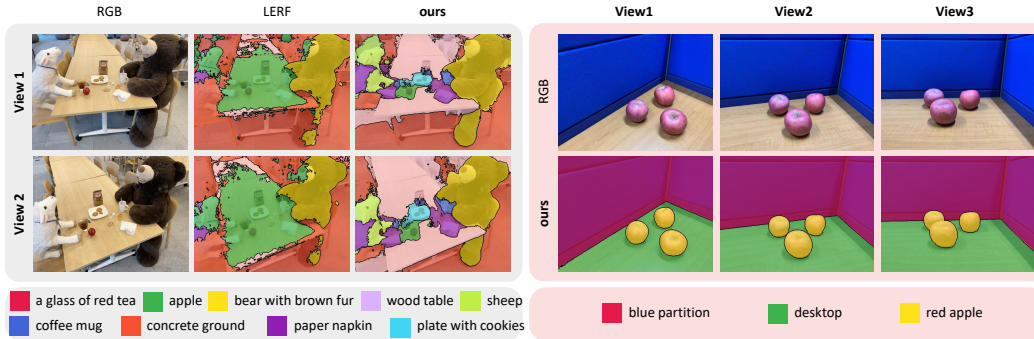 RGB LERF ours
View 1
View 2
a glass of red tea apple bear with brown fur wood table sheep
coffee mug concrete ground paper napkin plate with cookies
View1 View2 View3
RGB
ours
blue partition desktop red apple